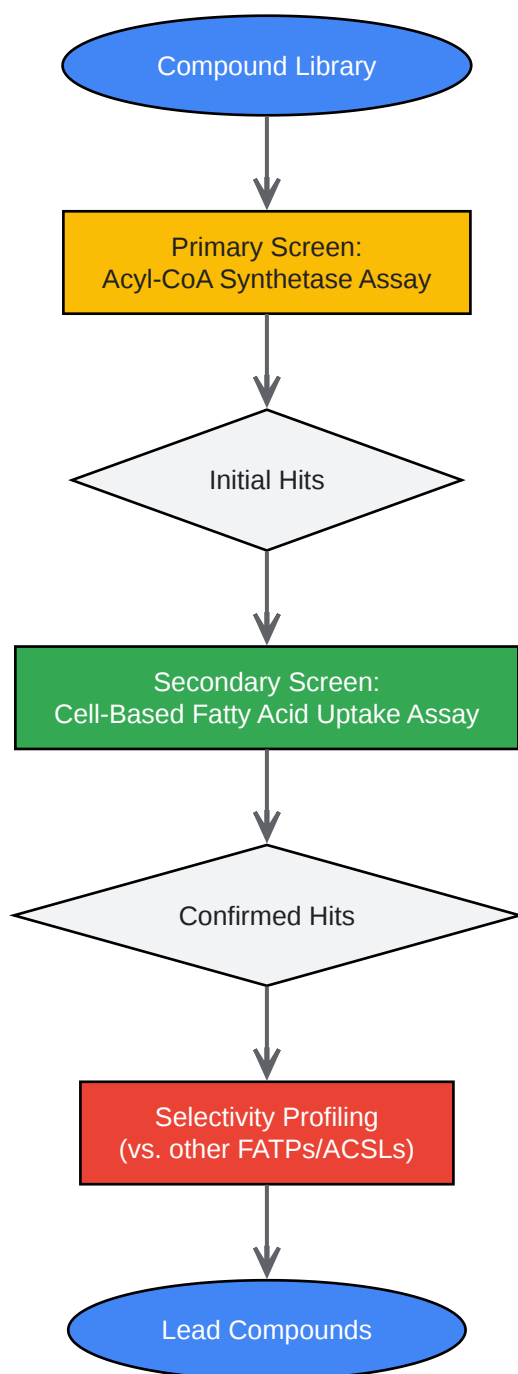 Compound Library
Primary Screen:
Acyl-CoA Synthetase Assay
Initial Hits
Secondary Screen:
Cell-Based Fatty Acid Uptake Assay
Confirmed Hits
Selectivity Profiling
(vs. other FATPs/ACSLs)
Lead Compounds